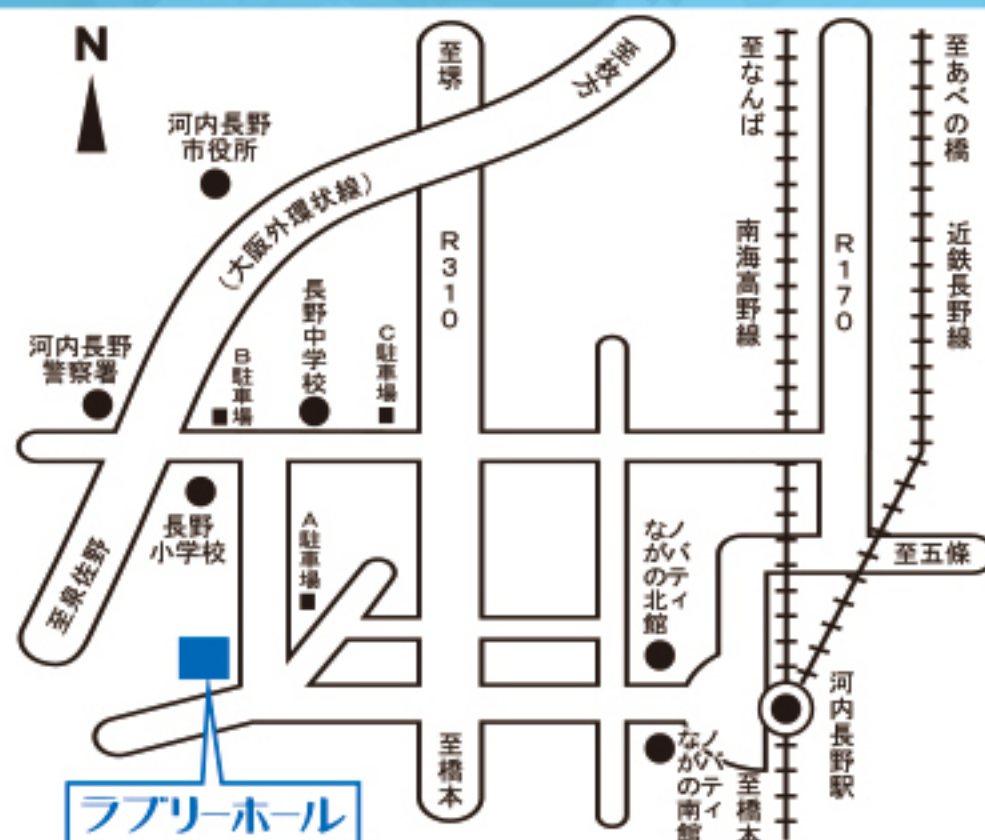 N
至堺
至枚方
至なんば
至あべの橋
河内長野
市役所
(大阪外環状線)
R310
南海高野線
R170
近鉄長野線
長野中学校
C駐車場
B駐車場
河内長野
警察署
長野
小学校
A駐車場
ノバティ
ながの北館
至五條
至泉佐野
河内長野駅
ノバティ
ながの南館
至橋本
至橋本
ラブリーホール